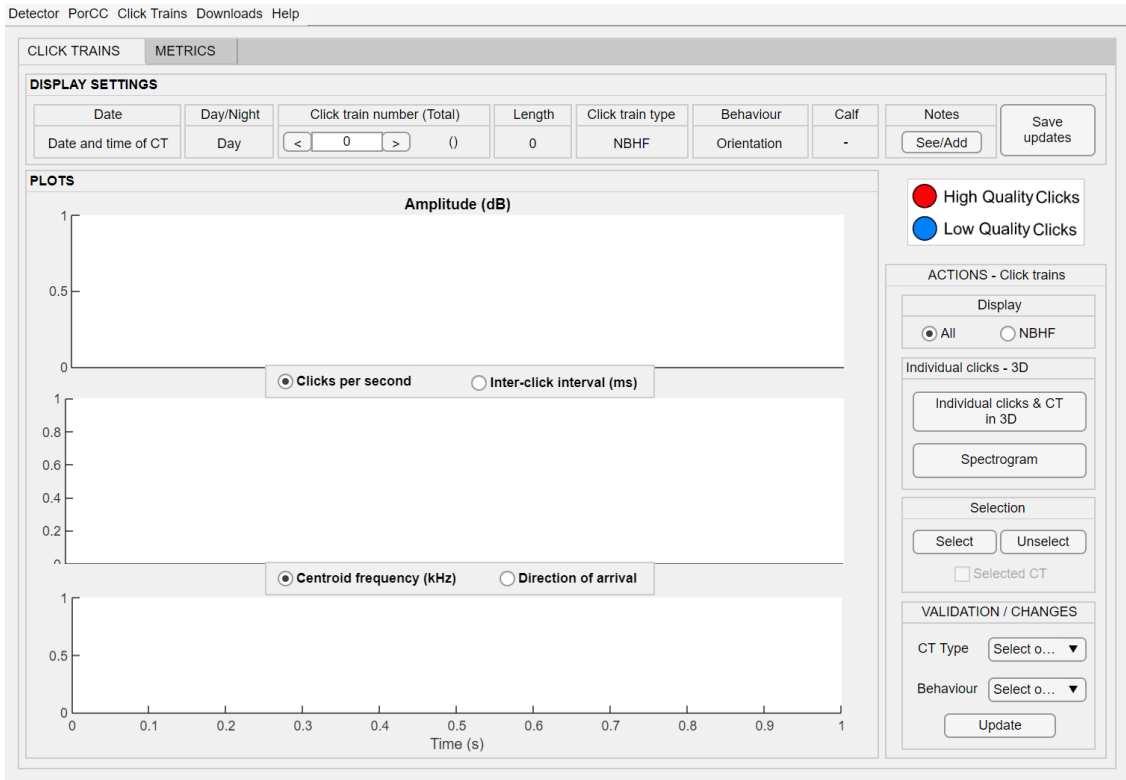 Detector PorCC Click Trains Downloads Help
CLICK TRAINS METRICS
DISPLAY SETTINGS
Date Day/Night Click train number (Total) Length Click train type Behaviour Calf Notes
Date and time of CT Day < 0 > () 0 NBHF Orientation - See/Add
Save
updates
PLOTS
Amplitude (dB)
1
0.5
0
Clicks per second Inter-click interval (ms)
1
0.8
0.6
0.4
0.2
0
Centroid frequency (kHz) Direction of arrival
1
0.5
0
0 0.1 0.2 0.3 0.4 0.5 0.6 0.7 0.8 0.9 1
Time (s)
High Quality Clicks
Low Quality Clicks
ACTIONS - Click trains
Display
All NBHF
Individual clicks - 3D
Individual clicks & CT
in 3D
Spectrogram
Selection
Select Unselect
Selected CT
VALIDATION / CHANGES
CT Type Select o...
Behaviour Select o...
Update